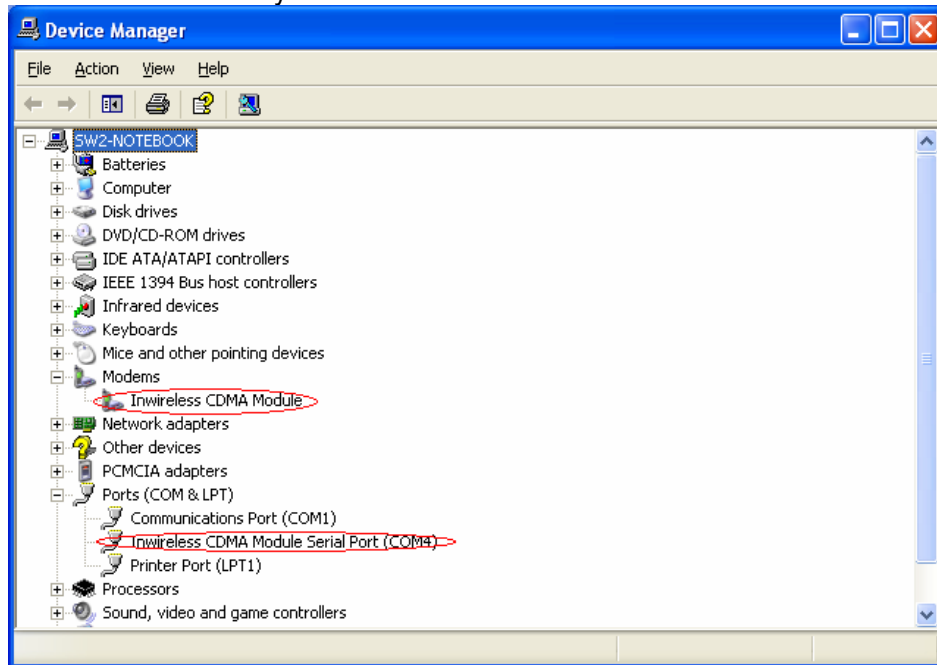 Device Manager
File Action View Help
SW2-NOTEBOOK
Batteries
Computer
Disk drives
DVD/CD-ROM drives
IDE ATA/ATAPI controllers
IEEE 1394 Bus host controllers
Infrared devices
Keyboards
Mice and other pointing devices
Modems
Inwireless CDMA Module
Network adapters
Other devices
PCMCIA adapters
Ports (COM & LPT)
Communications Port (COM1)
Inwireless CDMA Module Serial Port (COM4)
Printer Port (LPT1)
Processors
Sound, video and game controllers